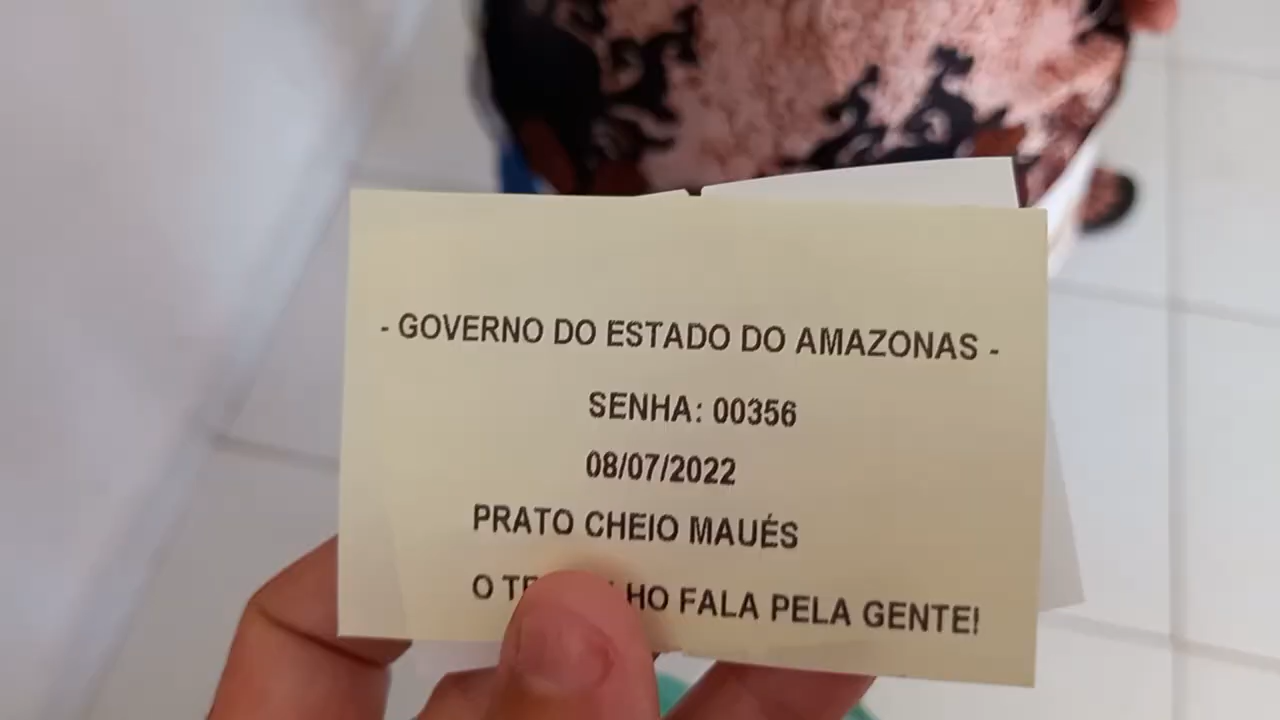 - GOVERNO DO ESTADO DO AMAZONAS -
SENHA: 00356
08/07/2022
PRATO CHEIO MAUÉS
O FALA PELA GENTE!